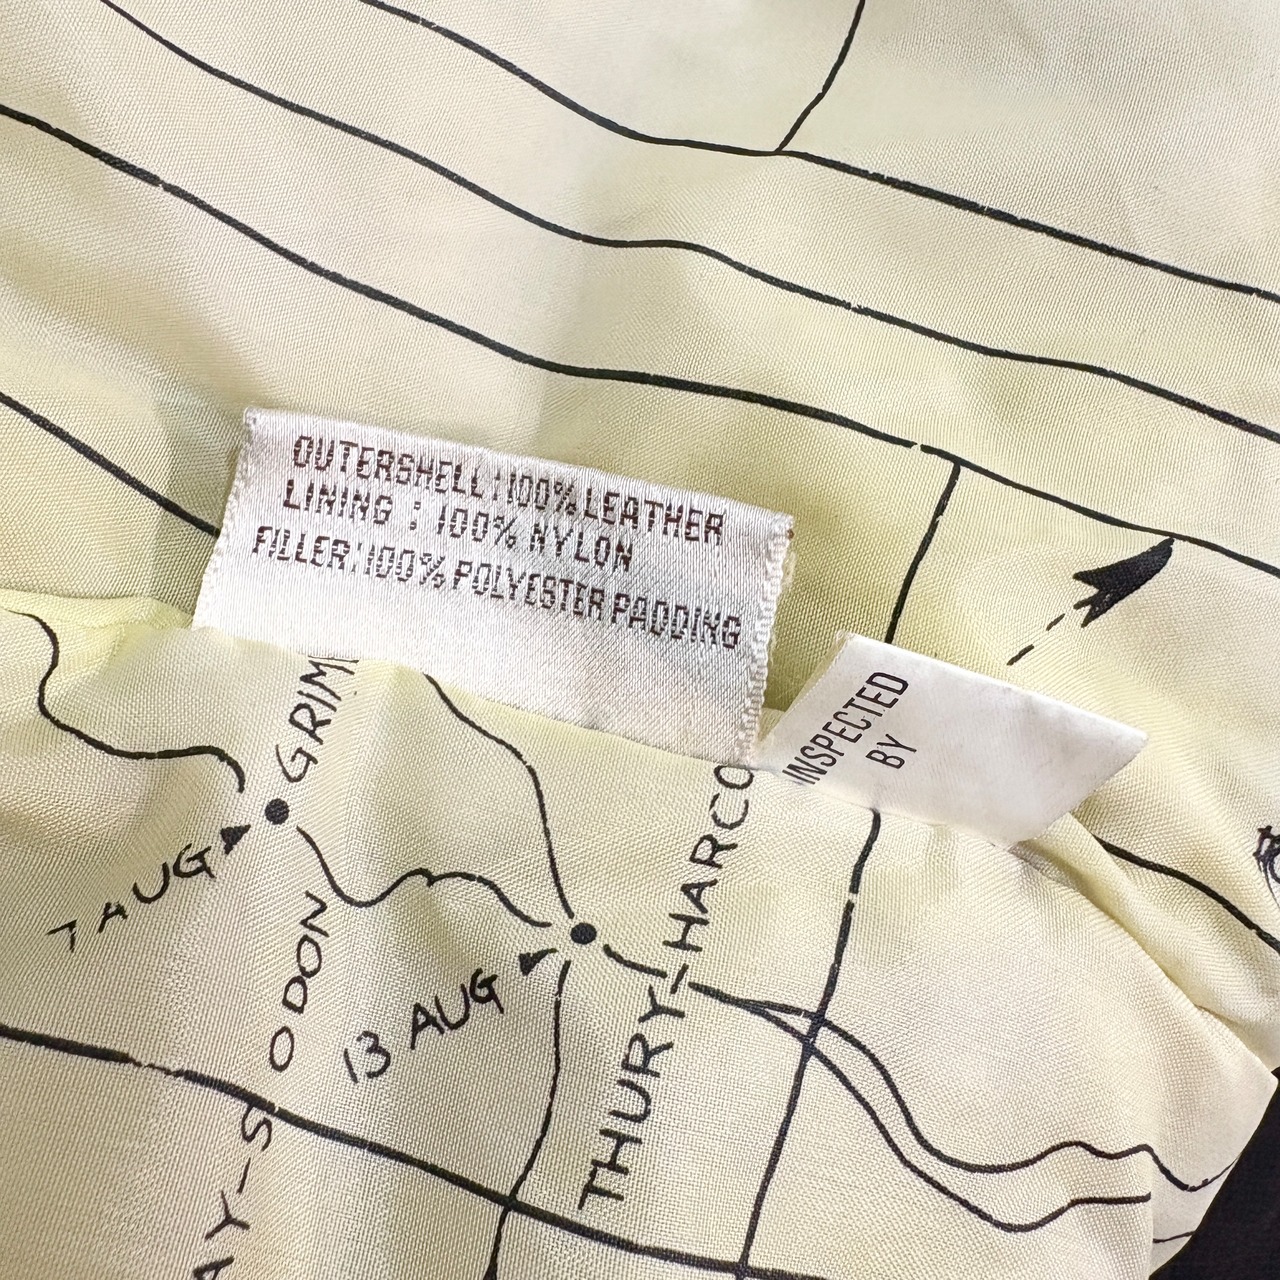 OUTERSHELL:100% LEATHER
LINING : 100% NYLON
FILLER:100% POLYESTER PADDING
INSPECTED
BY
GRIM
7 AUG
ODON
13 AUG
THURY-HARCO
AY-S